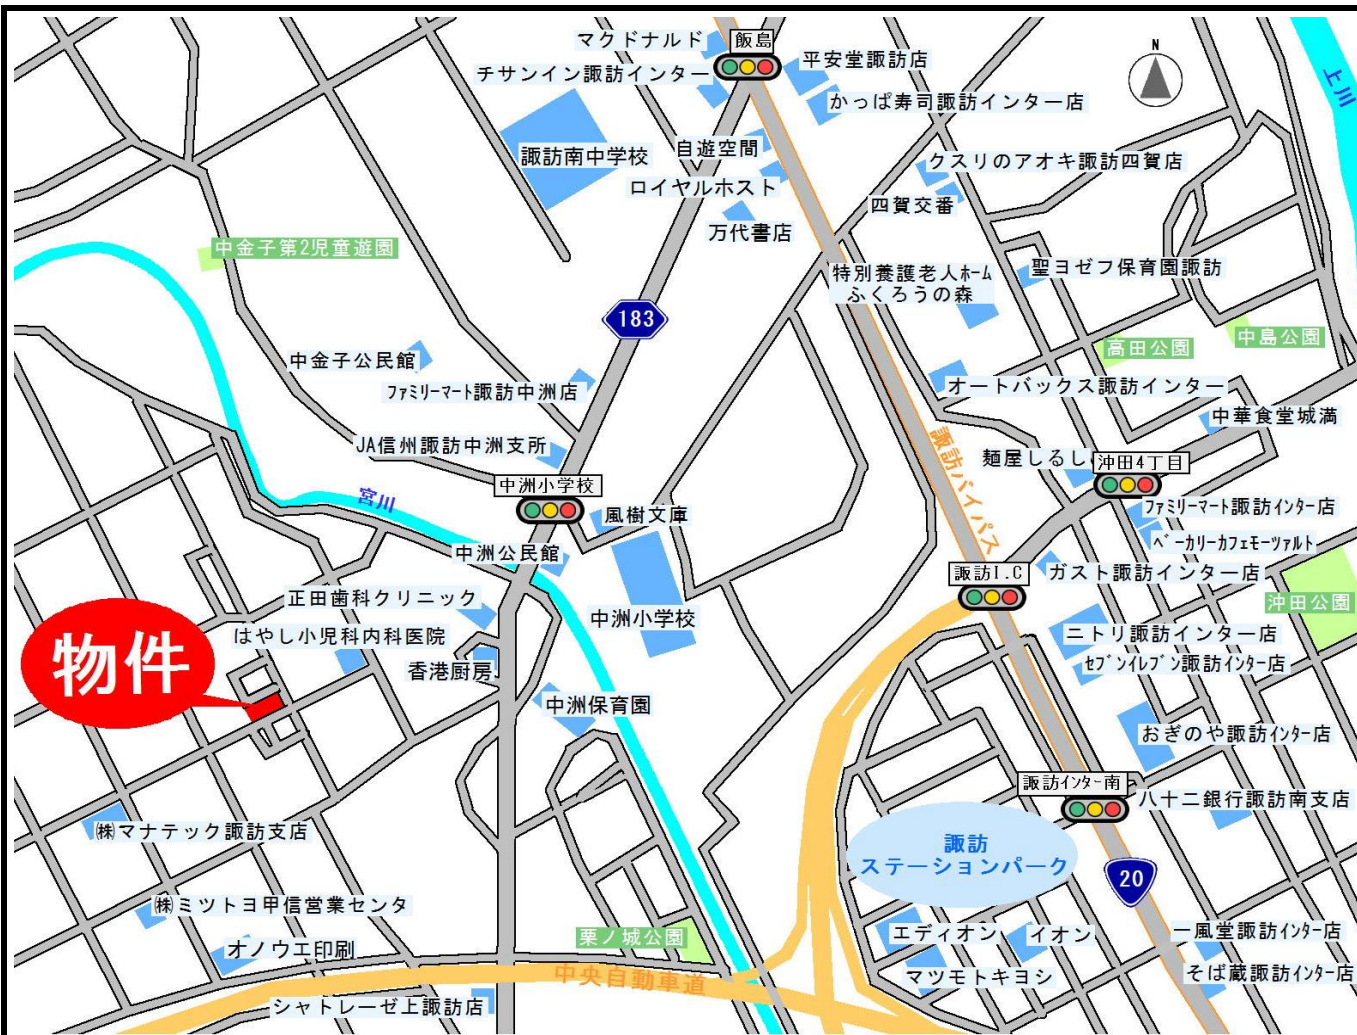 マクドナルド
飯島
平安堂諏訪店
N
チサンイン諏訪インター
かっぱ寿司諏訪インター店
上川
諏訪南中学校
自遊空間
クスリのアオキ諏訪四賀店
ロイヤルホスト
四賀交番
万代書店
中金子第2児童遊園
特別養護老人ホーム
ふくろうの森
聖ヨゼフ保育園諏訪
183
中島公園
高田公園
中金子公民館
ファミリーマート諏訪中洲店
オートバックス諏訪インター
中華食堂城満
JA信州諏訪中洲支所
諏訪バイパス
麺屋しるし
沖田4丁目
中洲小学校
宮川
風樹文庫
ファミリーマート諏訪インター店
ベーカリーカフェモーツァルト
中洲公民館
諏訪I.C
ガスト諏訪インター店
正田歯科クリニック
沖田公園
中洲小学校
はやし小児科内科医院
ニトリ諏訪インター店
物件
香港厨房
セブンイレブン諏訪インター店
中洲保育園
おぎのや諏訪インター店
諏訪インター南
八十二銀行諏訪南支店
㈱マナテック諏訪支店
諏訪
ステーションパーク
20
㈱ミツトヨ甲信営業センタ
栗ノ城公園
エディオン
イオン
一風堂諏訪インター店
オノウエ印刷
中央自動車道
マツモトキヨシ
そば蔵諏訪インター店
シャトレーゼ上諏訪店